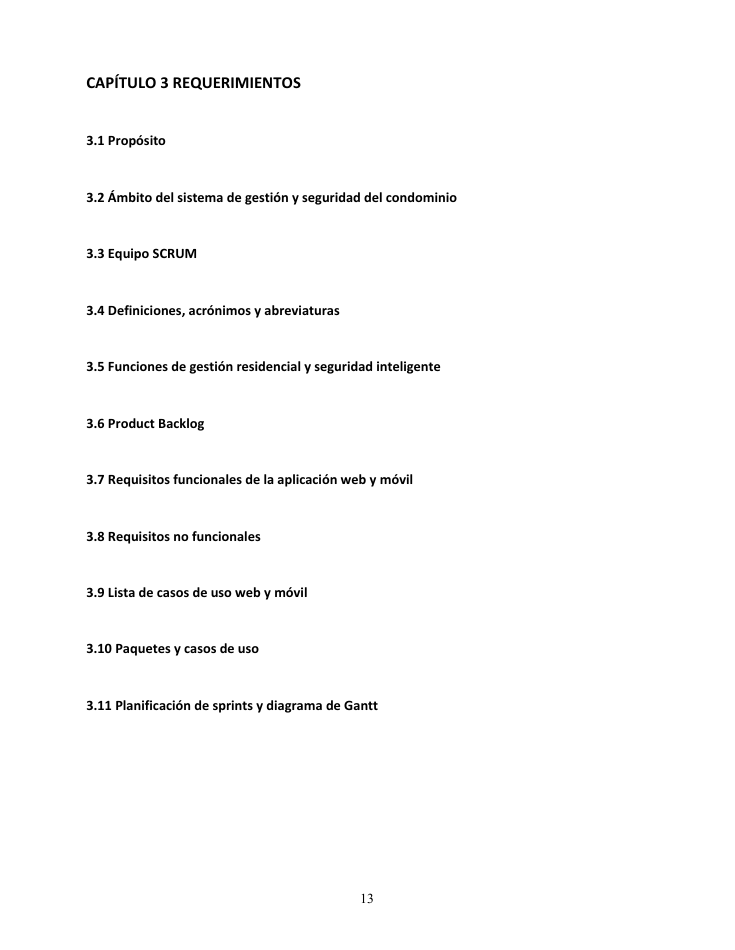 CAPÍTULO 3 REQUERIMIENTOS
3.1 Propósito
3.2 Ámbito del sistema de gestión y seguridad del condominio
3.3 Equipo SCRUM
3.4 Definiciones, acrónimos y abreviaturas
3.5 Funciones de gestión residencial y seguridad inteligente
3.6 Product Backlog
3.7 Requisitos funcionales de la aplicación web y móvil
3.8 Requisitos no funcionales
3.9 Lista de casos de uso web y móvil
3.10 Paquetes y casos de uso
3.11 Planificación de sprints y diagrama de Gantt
13